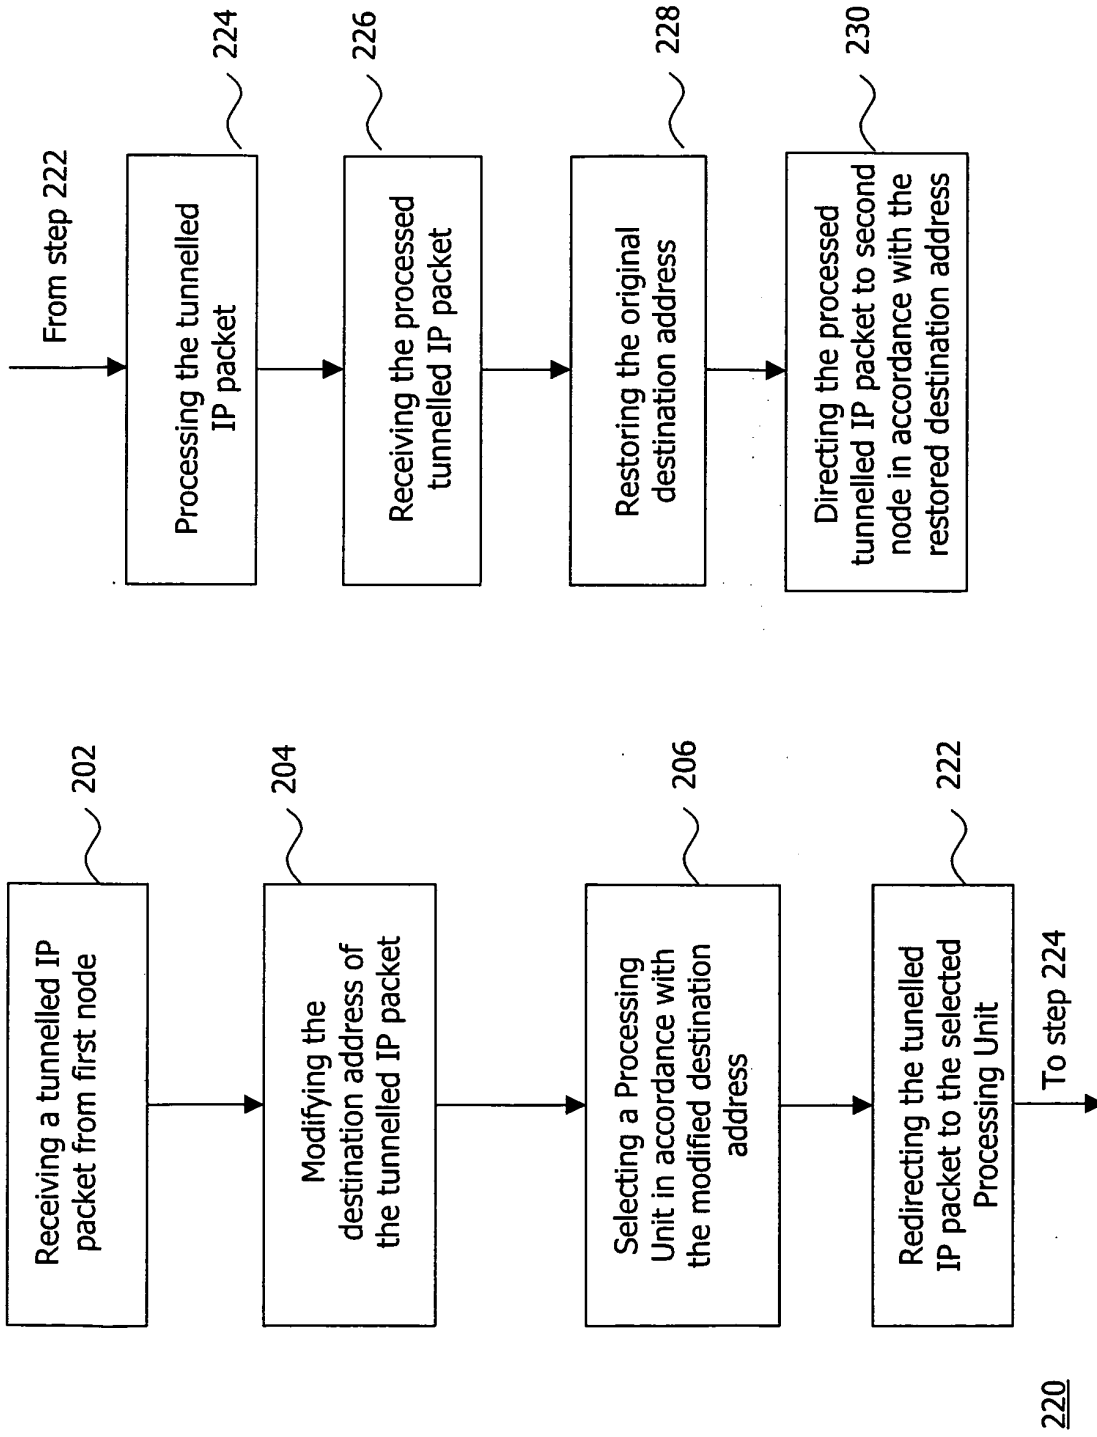 202
Receiving a tunnelled IP
packet from first node
204
Modifying the
destination address of
the tunnelled IP packet
206
Selecting a Processing
Unit in accordance with
the modified destination
address
222
Redirecting the tunelled
IP packet to the selected
Processing Unit
To step 224
220
From step 222
224
Processing the tunnelled
IP packet
226
Receiving the processed
tunnelled IP packet
228
Restoring the original
destination address
230
Directing the processed
tunnelled IP packet to second
node in accordance with the
restored destination address